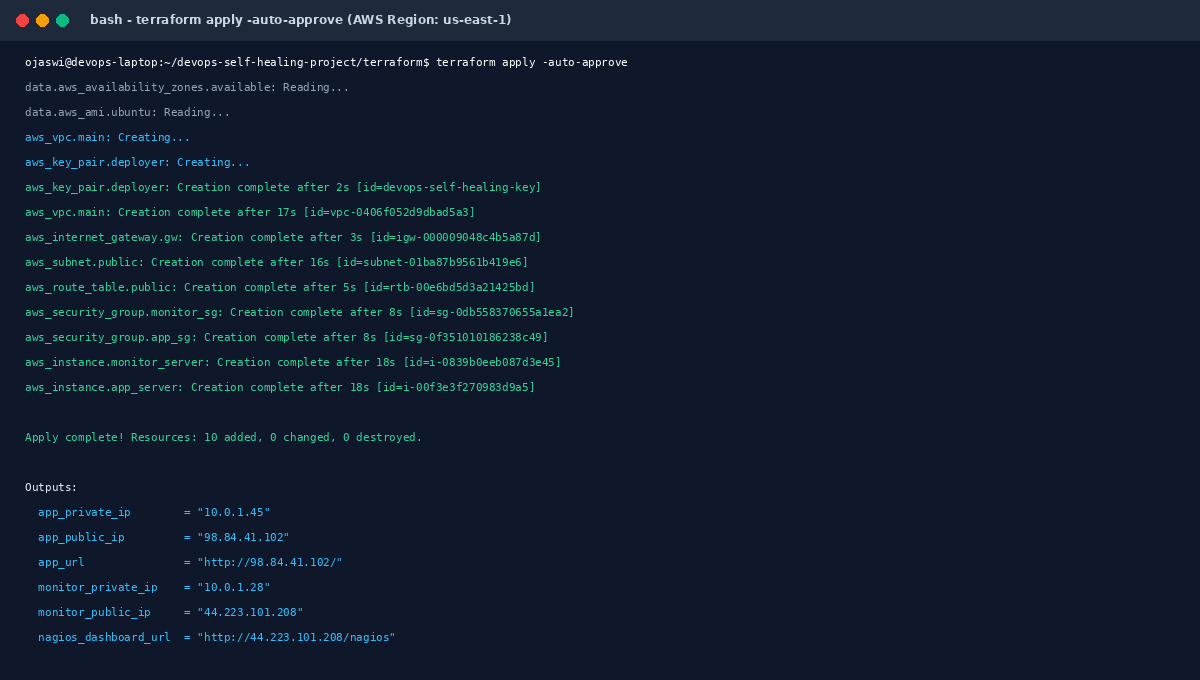 bash - terraform apply -auto-approve (AWS Region: us-east-1)
ojaswi@devops-laptop:~/devops-self-healing-project/terraform$ terraform apply -auto-approve
data.aws_availability_zones.available: Reading...
data.aws_ami.ubuntu: Reading...
aws_vpc.main: Creating...
aws_key_pair.deployer: Creating...
aws_key_pair.deployer: Creation complete after 2s [id=devops-self-healing-key]
aws_vpc.main: Creation complete after 17s [id=vpc-0406f052d9dbad5a3]
aws_internet_gateway.gw: Creation complete after 3s [id=igw-000009048c4b5a87d]
aws_subnet.public: Creation complete after 16s [id=subnet-01ba87b9561b419e6]
aws_route_table.public: Creation complete after 5s [id=rtb-00e6bd5d3a21425bd]
aws_security_group.monitor_sg: Creation complete after 8s [id=sg-0db558370655a1ea2]
aws_security_group.app_sg: Creation complete after 8s [id=sg-0f351010186238c49]
aws_instance.monitor_server: Creation complete after 18s [id=i-0839b0eeb087d3e45]
aws_instance.app_server: Creation complete after 18s [id=i-00f3e3f270983d9a5]
Apply complete! Resources: 10 added, 0 changed, 0 destroyed.
Outputs:
app_private_ip = "10.0.1.45"
app_public_ip = "98.84.41.102"
app_url = "http://98.84.41.102/"
monitor_private_ip = "10.0.1.28"
monitor_public_ip = "44.223.101.208"
nagios_dashboard_url = "http://44.223.101.208/nagios"